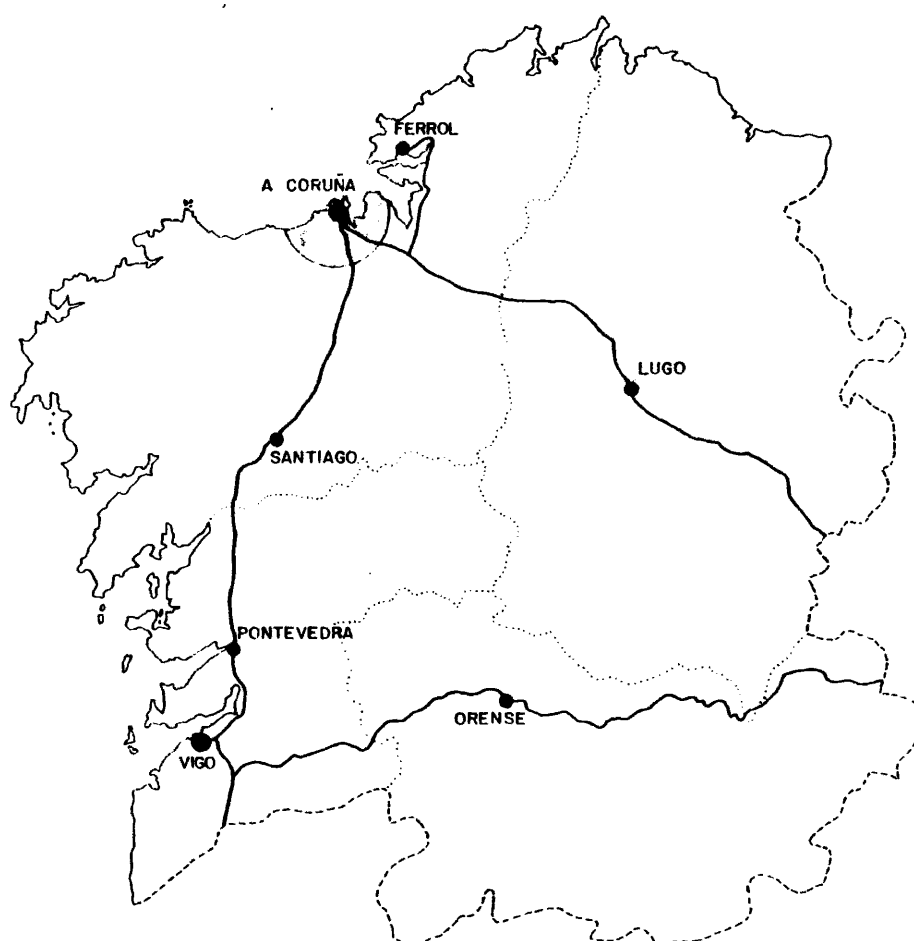 FERROL
A CORUÑA
LUGO
SANTIAGO
PONTEVEDRA
ORENSE
VIGO